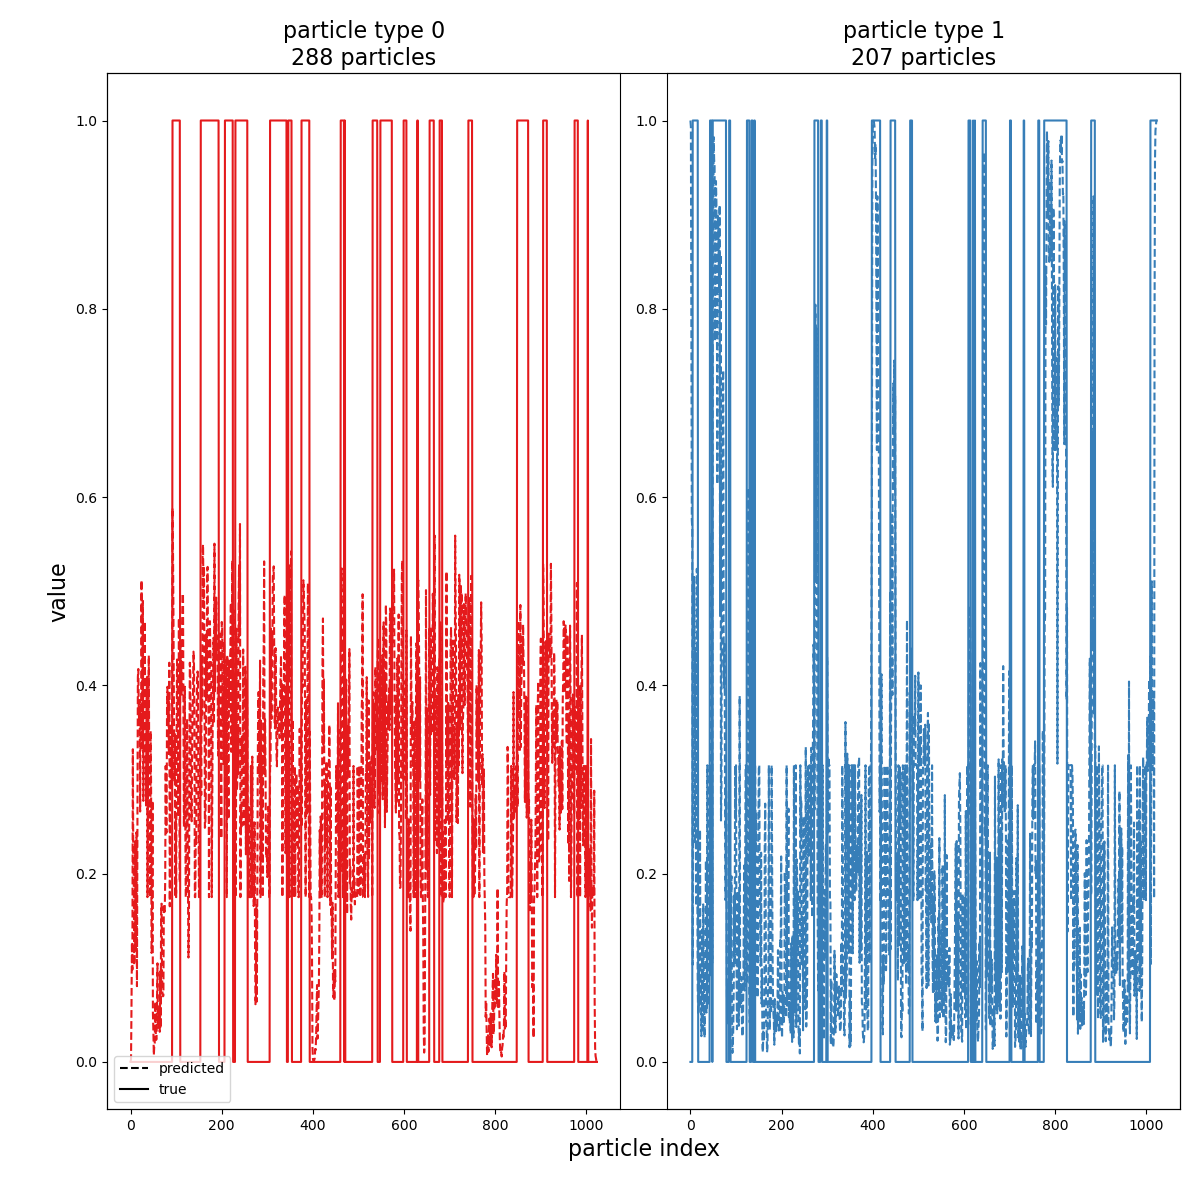 particle type 0
288 particles
particle type 1
207 particles
1.0
0.8
0.6
0.4
0.2
0.0
value
1.0
0.8
0.6
0.4
0.2
0.0
predicted
true
0 200 400 600 800 1000
0 200 400 600 800 1000
particle index